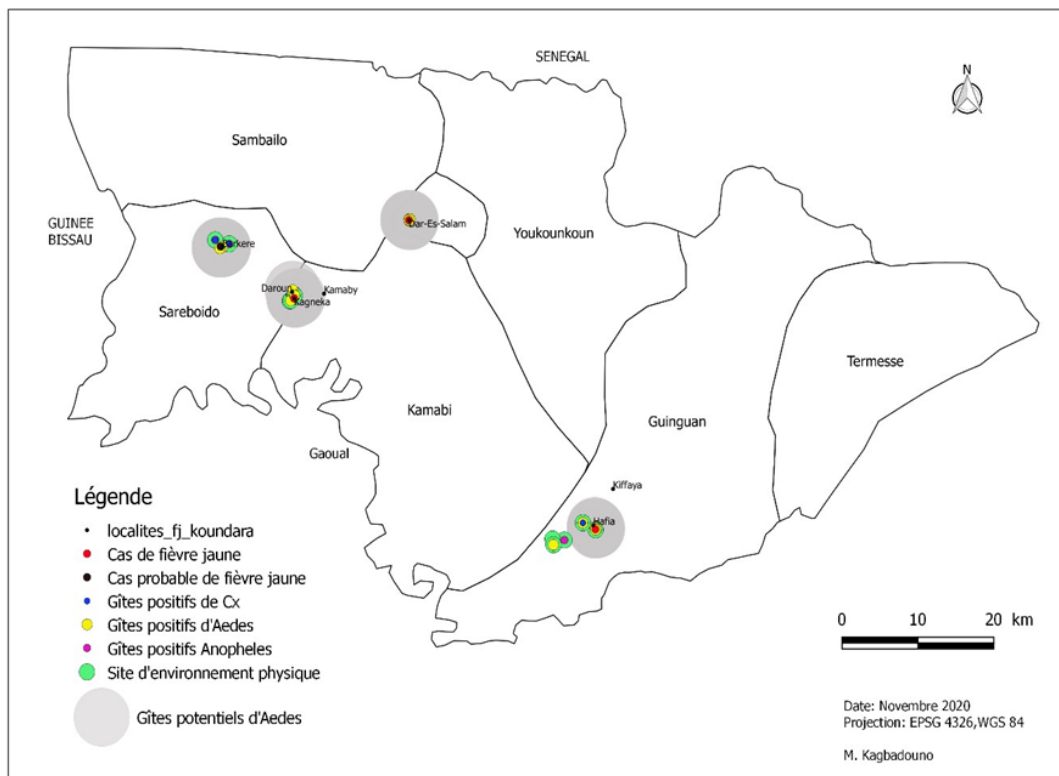 SENEGAL
N
Sambailo
GUINEE
BISSAU
Barkere
Dar-Es-Salam
Youkounkoun
Daroun
Kamaby
Kagneka
Sareboido
Termesse
Kamabi
Guinguan
Gaoual
Kiffaya
Hafia
Légende
localites_fj_koundara
Cas de fièvre jaune
Cas probable de fièvre jaune
Gîtes positifs de Cx
Gîtes positifs d'Aedes
Gîtes positifs Anopheles
Site d'environnement physique
Gîtes potentiels d'Aedes
0 10 20 km
Date: Novembre 2020
Projection: EPSG 4326,WGS 84
M. Kagbadouno